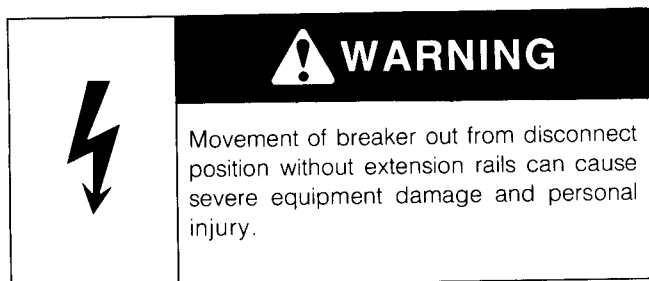 WARNING
Movement of breaker out from disconnect
position without extension rails can cause
severe equipment damage and personal
injury.